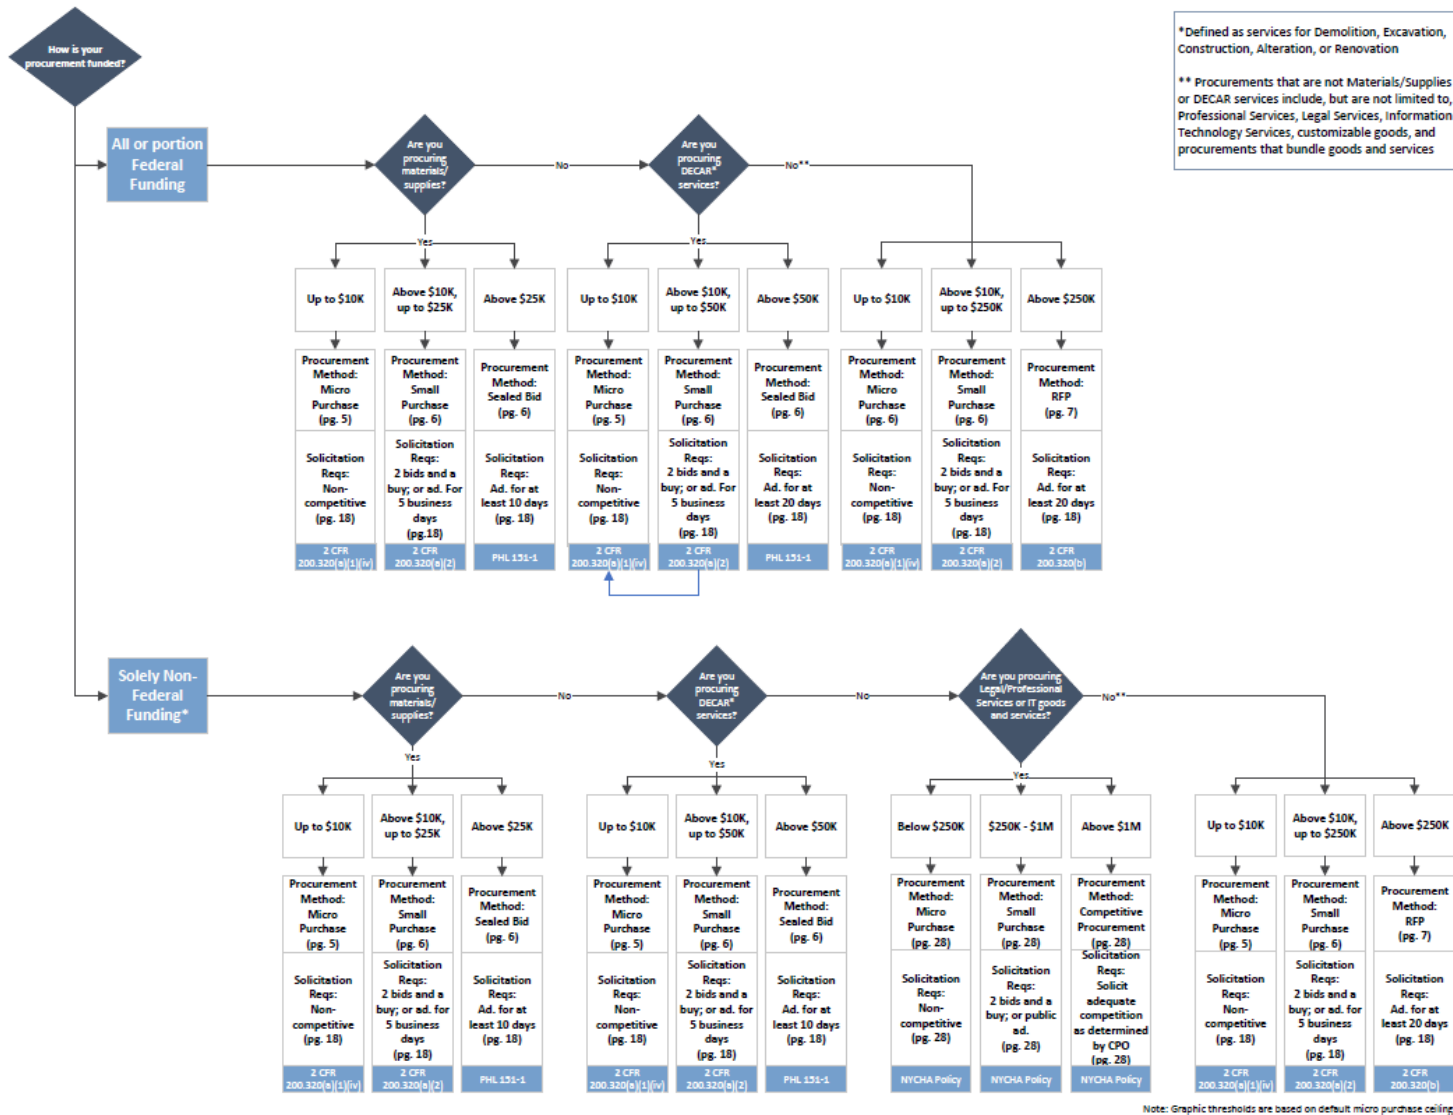 How is your
procurement funded?
*Defined as services for Demolition, Excavation,
Construction, Alteration, or Renovation
** Procurements that are not Materials/Supplies
or DECAR services include, but are not limited to,
Professional Services, Legal Services, Information
Technology Services, customizable goods, and
procurements that bundle goods and services
All or portion
Federal
Funding
Are you
procuring
materials/
supplies?
No
Are you
procuring
DECAR*
services?
No**
Yes
Yes
Up to $10K
Above $10K,
up to $25K
Above $25K
Up to $10K
Above $10K,
up to $50K
Above $50K
Up to $10K
Above $10K,
up to $250K
Above $250K
Procurement
Method:
Micro
Purchase
(pg. 5)
Procurement
Method:
Small
Purchase
(pg. 6)
Procurement
Method:
Sealed Bid
(pg. 6)
Procurement
Method:
Micro
Purchase
(pg. 5)
Procurement
Method:
Small
Purchase
(pg. 6)
Procurement
Method:
Sealed Bid
(pg. 6)
Procurement
Method:
Micro
Purchase
(pg. 6)
Procurement
Method:
Small
Purchase
(pg. 6)
Procurement
Method:
RFP
(pg. 7)
Solicitation
Reqs:
Non-
competitive
(pg. 18)
Solicitation
Reqs:
2 bids and a
buy; or ad. For
5 business
days
(pg.18)
Solicitation
Reqs:
Ad. for at
least 10 days
(pg. 18)
Solicitation
Reqs:
Non-
competitive
(pg. 18)
Solicitation
Reqs:
2 bids and a
buy; or ad. For
5 business
days
(pg. 18)
Solicitation
Reqs:
Ad. for at
least 20 days
(pg. 18)
Solicitation
Reqs:
Non-
competitive
(pg. 18)
Solicitation
Reqs:
2 bids and a
buy; or ad. For
5 business
days
(pg. 18)
Solicitation
Reqs:
Ad. for at
least 20 days
(pg. 18)
2 CFR
200.320(a)(1)(iv)
2 CFR
200.320(a)(2)
PHL 151-1
2 CFR
200.320(a)(1)(iv)
2 CFR
200.320(a)(2)
PHL 151-1
2 CFR
200.320(a)(1)(iv)
2 CFR
200.320(a)(2)
2 CFR
200.320(b)
Solely Non-
Federal
Funding*
Are you
procuring
materials/
supplies?
No
Are you
procuring
DECAR*
services?
No
Are you procuring
Legal/Professional
Services or IT goods
and services?
No**
Yes
Yes
Yes
Up to $10K
Above $10K,
up to $25K
Above $25K
Up to $10K
Above $10K,
up to $50K
Above $50K
Below $250K
$250K - $1M
Above $1M
Up to $10K
Above $10K,
up to $250K
Above $250K
Procurement
Method:
Micro
Purchase
(pg. 5)
Procurement
Method:
Small
Purchase
(pg. 6)
Procurement
Method:
Sealed Bid
(pg. 6)
Procurement
Method:
Micro
Purchase
(pg. 5)
Procurement
Method:
Small
Purchase
(pg. 6)
Procurement
Method:
Sealed Bid
(pg. 6)
Procurement
Method:
Micro
Purchase
(pg. 28)
Procurement
Method:
Small
Purchase
(pg. 28)
Procurement
Method:
Competitive
Procurement
(pg. 28)
Procurement
Method:
Micro
Purchase
(pg. 5)
Procurement
Method:
Small
Purchase
(pg. 6)
Procurement
Method:
RFP
(pg. 7)
Solicitation
Reqs:
Non-
competitive
(pg. 18)
Solicitation
Reqs:
2 bids and a
buy; or ad. for
5 business
days
(pg. 18)
Solicitation
Reqs:
Ad. for at
least 10 days
(pg. 18)
Solicitation
Reqs:
Non-
competitive
(pg. 18)
Solicitation
Reqs:
2 bids and a
buy; or ad. for
5 business
days
(pg. 18)
Solicitation
Reqs:
Ad. for at
least 10 days
(pg. 18)
Solicitation
Reqs:
Non-
competitive
(pg. 28)
Solicitation
Reqs:
2 bids and a
buy; or public
ad.
(pg. 28)
Solicitation
Reqs:
Solicit
adequate
competition
as determined
by CPO
(pg. 28)
Solicitation
Reqs:
Non-
competitive
(pg. 18)
Solicitation
Reqs:
2 bids and a
buy; or ad. for
5 business
days
(pg. 18)
Solicitation
Reqs:
Ad. for at
least 20 days
(pg. 18)
2 CFR
200.320(a)(1)(iv)
2 CFR
200.320(a)(2)
PHL 151-1
2 CFR
200.320(a)(1)(iv)
2 CFR
200.320(a)(2)
PHL 151-1
NYCHA Policy
NYCHA Policy
NYCHA Policy
2 CFR
200.320(a)(1)(iv)
2 CFR
200.320(a)(2)
2 CFR
200.320(b)
Note: Graphic thresholds are based on default micro purchase ceiling